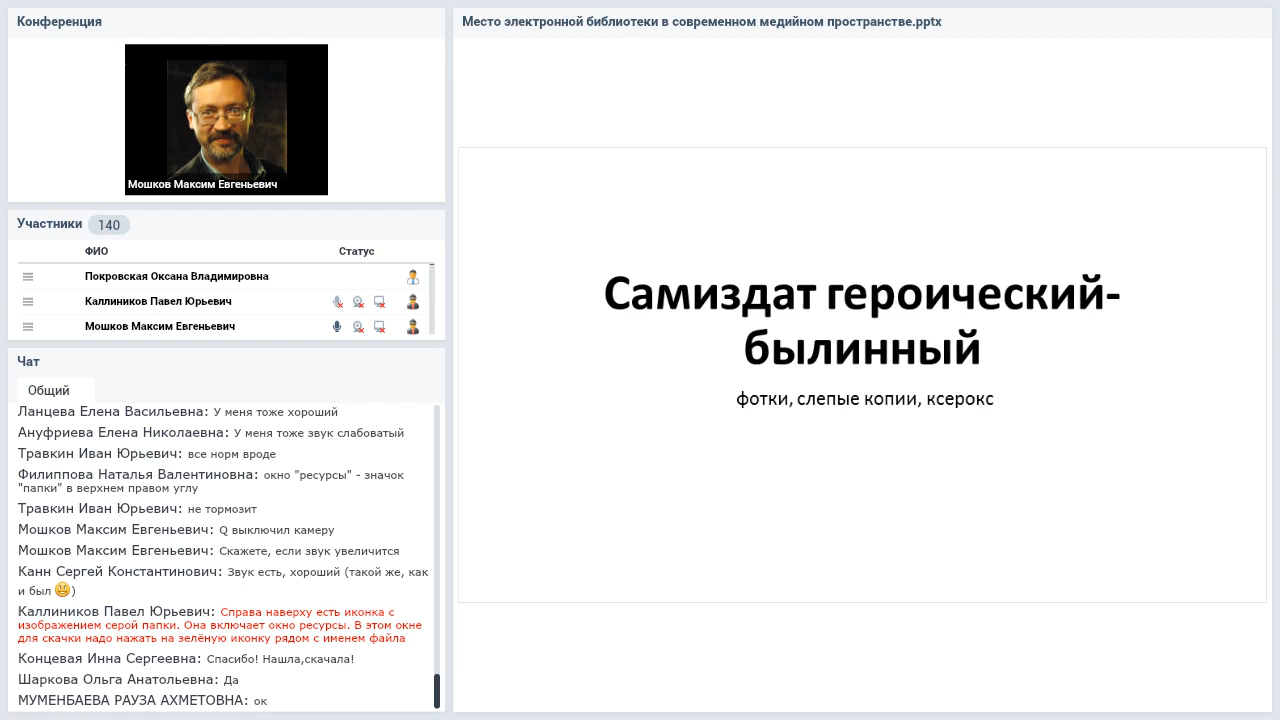 Конференция
Мошков Максим Евгеньевич
Участники 140
ФИО Статус
Покровская Оксана Владимировна
Каллиников Павел Юрьевич
Мошков Максим Евгеньевич
Чат
Общий
Ланцева Елена Васильевна: У меня тоже хороший
Ануфриева Елена Николаевна: У меня тоже звук слабоватый
Травкин Иван Юрьевич: все норм вроде
Филиппова Наталья Валентиновна: окно "ресурсы" - значок
"папки" в верхнем правом углу
Травкин Иван Юрьевич: не тормозит
Мошков Максим Евгеньевич: Q выключил камеру
Мошков Максим Евгеньевич: Скажете, если звук увеличится
Канн Сергей Константинович: Звук есть, хороший (такой же, как
и был )
Каллиников Павел Юрьевич: Справа наверху есть иконка с
изображением серой папки. Она включает окно ресурсы. В этом окне
для скачки надо нажать на зелёную иконку рядом с именем файла
Концевая Инна Сергеевна: Спасибо! Нашла,скачала!
Шаркова Ольга Анатольевна: Да
МУМЕНБАЕВА РАУЗА АХМЕТОВНА: ок
Место электронной библиотеки в современном медийном пространстве.pptx
Самиздат героический-
былинный
фотки, слепые копии, ксерокс